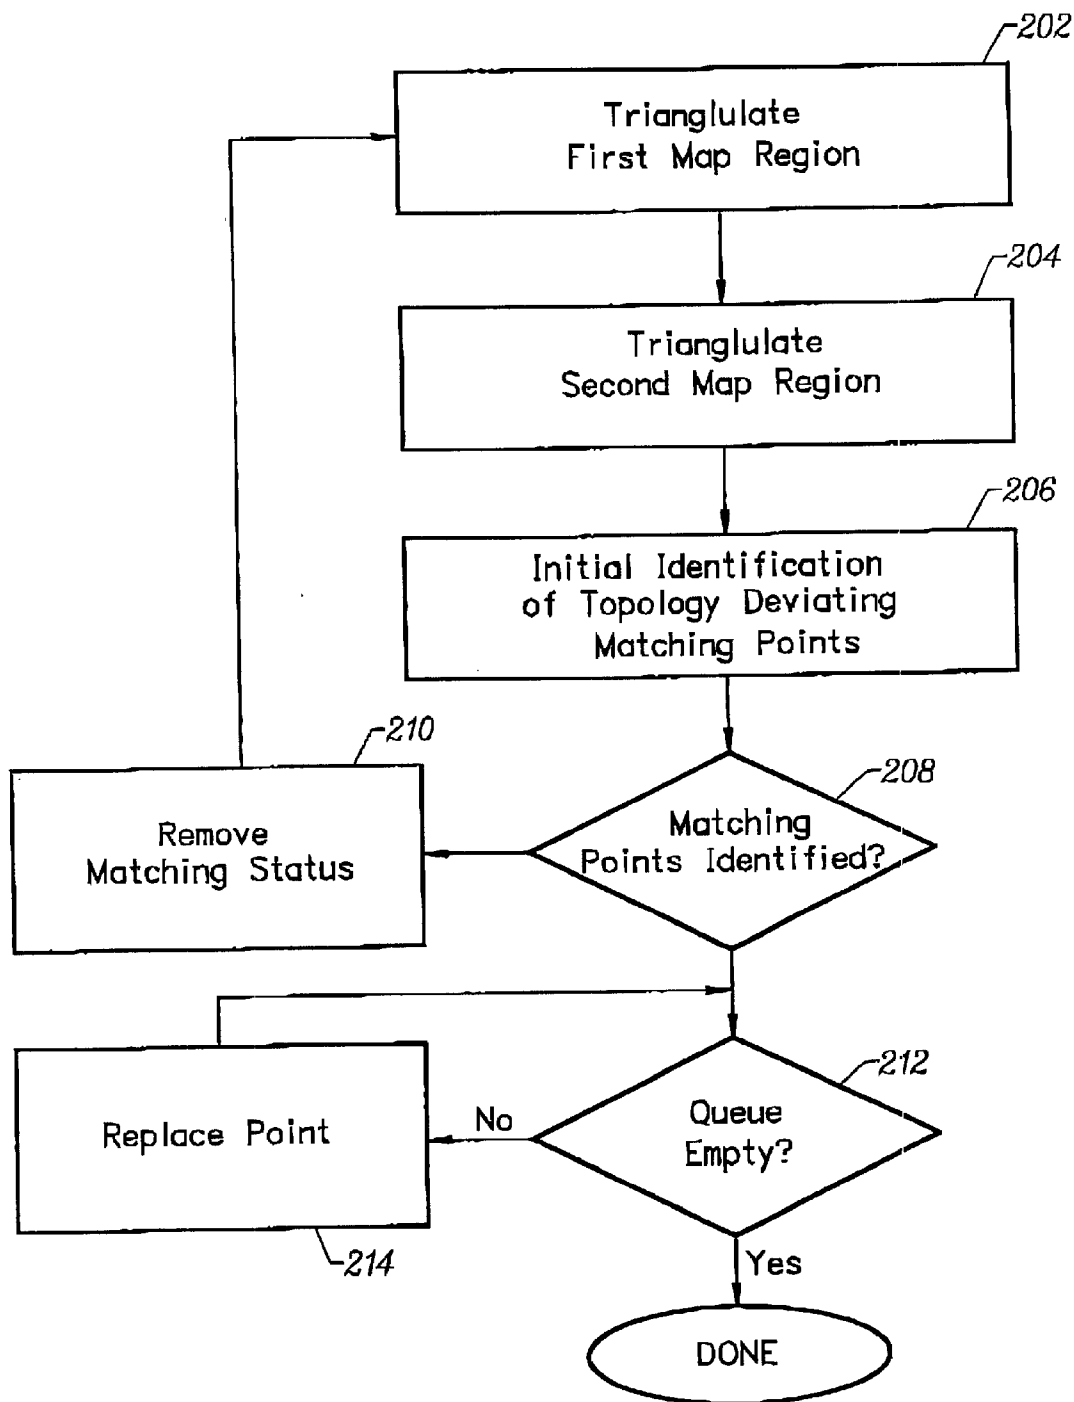 202
Trianglulate
First Map Region
204
Trianglulate
Second Map Region
206
Initial Identification
of Topology Deviating
Matching Points
210
Remove
Matching Status
208
Matching
Points Identified?
212
Queue
Empty?
No
Replace Point
214
Yes
DONE